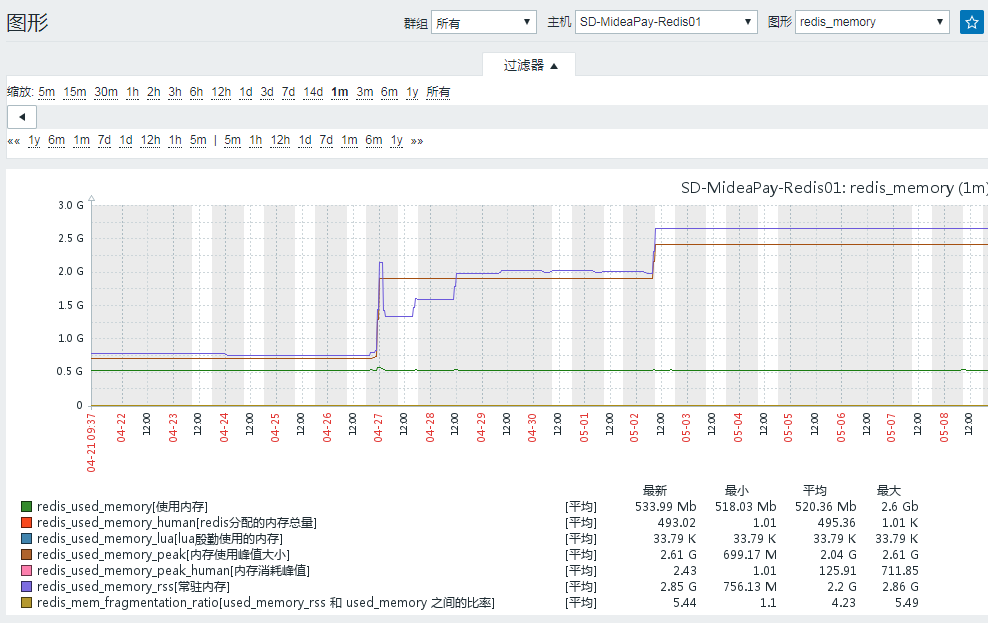 图形
群组 所有 主机 SD-MideaPay-Redis01 图形 redis_memory
过滤器
缩放: 5m 15m 30m 1h 2h 3h 6h 12h 1d 3d 7d 14d 1m 3m 6m 1y 所有
«« 1y 6m 1m 7d 1d 12h 1h 5m | 5m 1h 12h 1d 7d 1m 6m 1y »»
SD-MideaPay-Redis01: redis_memory (1m)
3.0 G
2.5 G
2.0 G
1.5 G
1.0 G
0.5 G
0
04-21 09:37 04-22 12:00 04-23 12:00 04-24 12:00 04-25 12:00 04-26 12:00 04-27 12:00 04-28 12:00 04-29 12:00 04-30 12:00 05-01 12:00 05-02 12:00 05-03 12:00 05-04 12:00 05-05 12:00 05-06 12:00 05-07 12:00 05-08 12:00
最新 最小 平均 最大
redis_used_memory[使用内存] [平均] 533.99 Mb 518.03 Mb 520.36 Mb 2.6 Gb
redis_used_memory_human[redis分配的内存总量] [平均] 493.02 1.01 495.36 1.01 K
redis_used_memory_lua[lua殷勤使用的内存] [平均] 33.79 K 33.79 K 33.79 K 33.79 K
redis_used_memory_peak[内存使用峰值大小] [平均] 2.61 G 699.17 M 2.04 G 2.61 G
redis_used_memory_peak_human[内存消耗峰值] [平均] 2.43 1.01 125.91 711.85
redis_used_memory_rss[常驻内存] [平均] 2.85 G 756.13 M 2.2 G 2.86 G
redis_mem_fragmentation_ratio[used_memory_rss 和 used_memory 之间的比率] [平均] 5.44 1.1 4.23 5.49